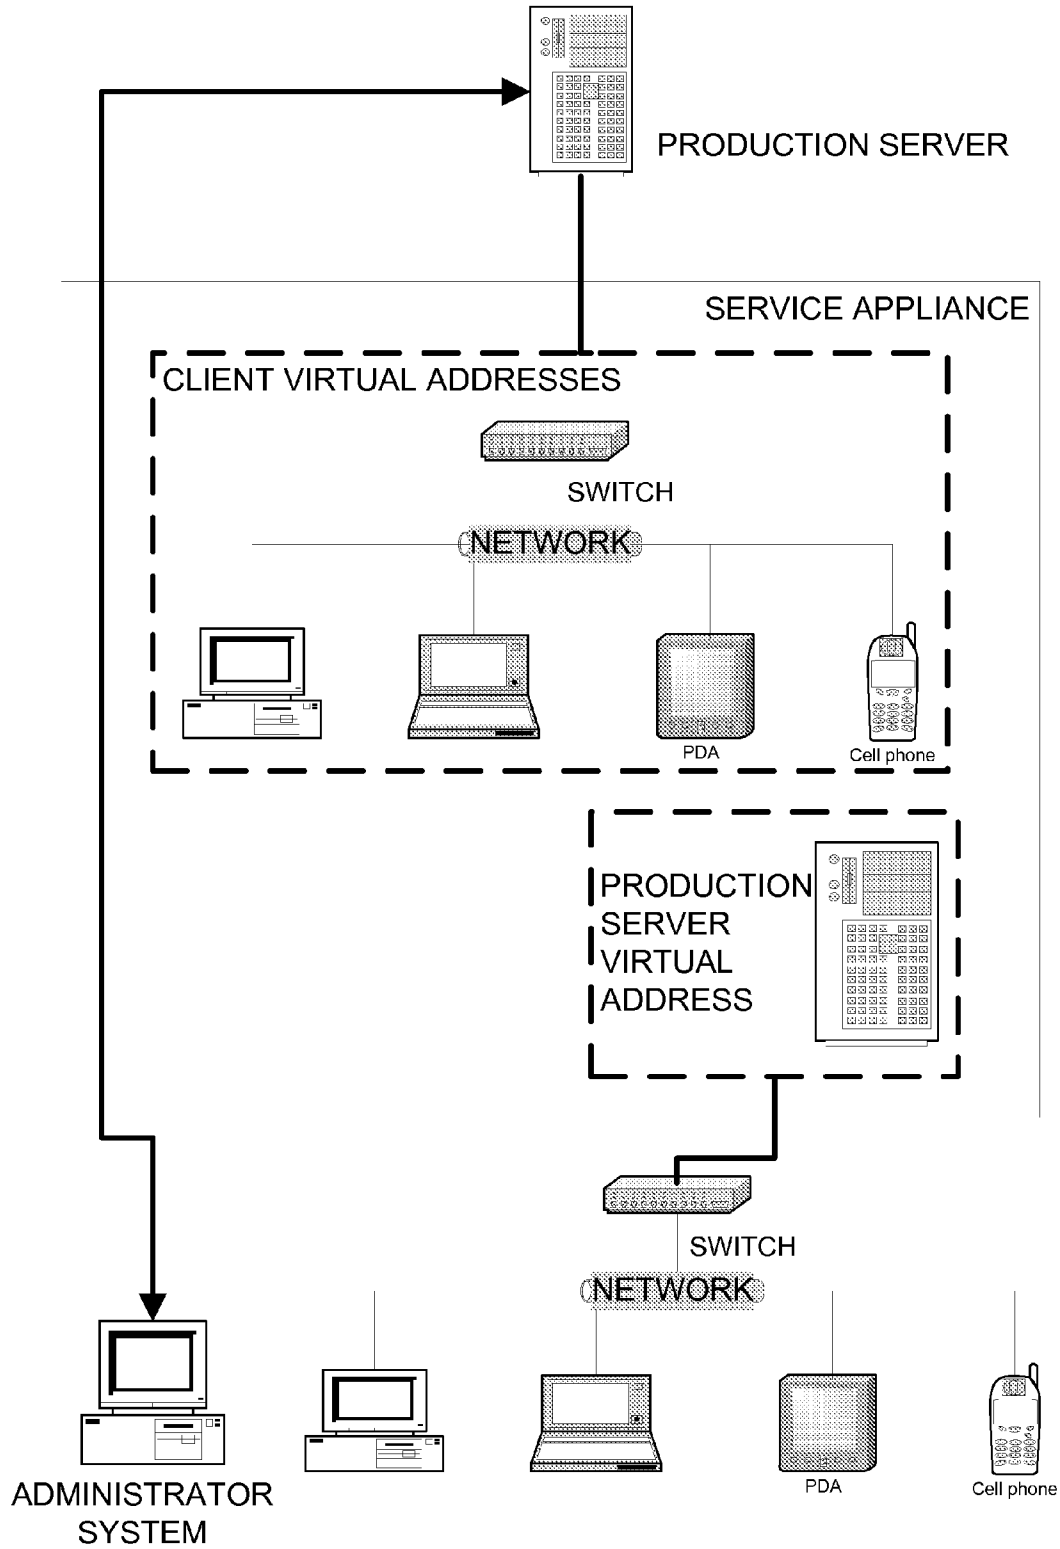 PRODUCTION SERVER
SERVICE APPLIANCE
CLIENT VIRTUAL ADDRESSES
SWITCH
NETWORK
PDA
Cell phone
PRODUCTION
SERVER
VIRTUAL
ADDRESS
SWITCH
NETWORK
PDA
Cell phone
ADMINISTRATOR
SYSTEM